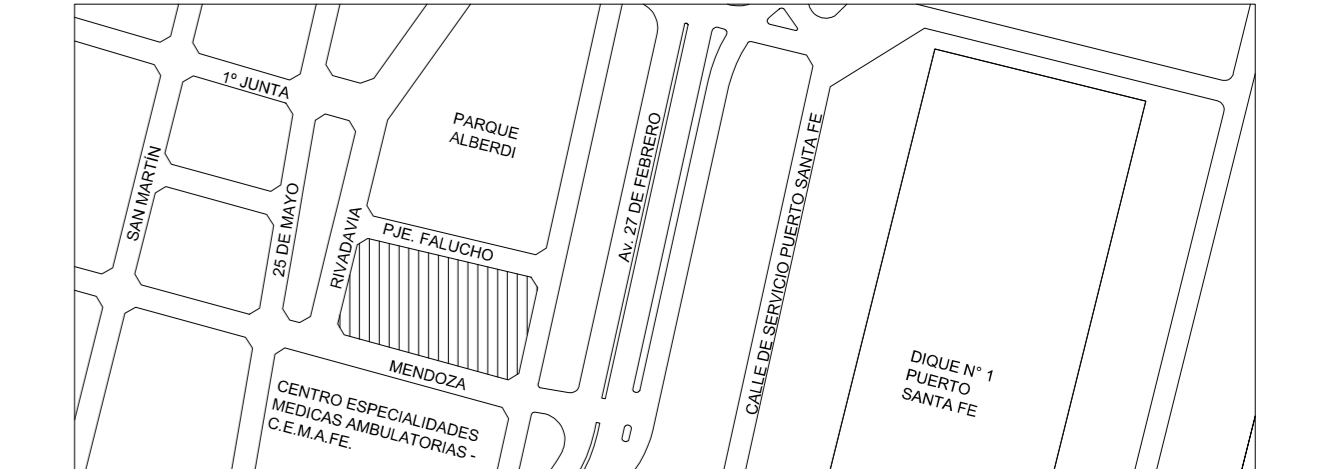 1º JUNTA
PARQUE
ALBERDI
SAN MARTÍN
25 DE MAYO
RIVADAVIA
PJE. FALUCHO
Av. 27 DE FEBRERO
CALLE DE SERVICIO PUERTO SANTA FE
MENDOZA
DIQUE N° 1
PUERTO
SANTA FE
CENTRO ESPECIALIDADES
MEDICAS AMBULATORIAS -
C.E.M.A.FE.